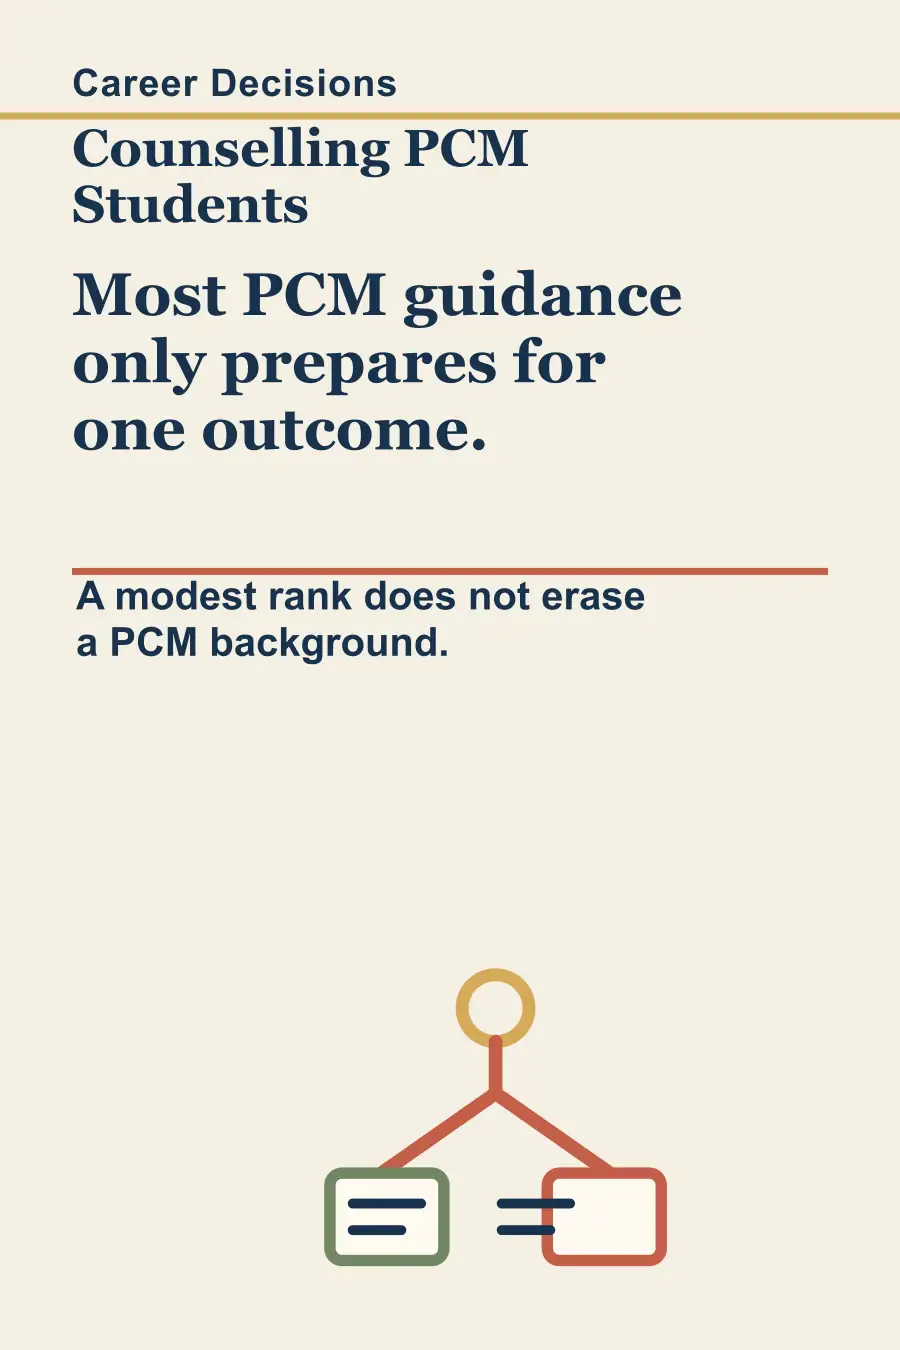 Career Decisions
Counselling PCM
Students
Most PCM guidance
only prepares for
one outcome.
A modest rank does not erase
a PCM background.